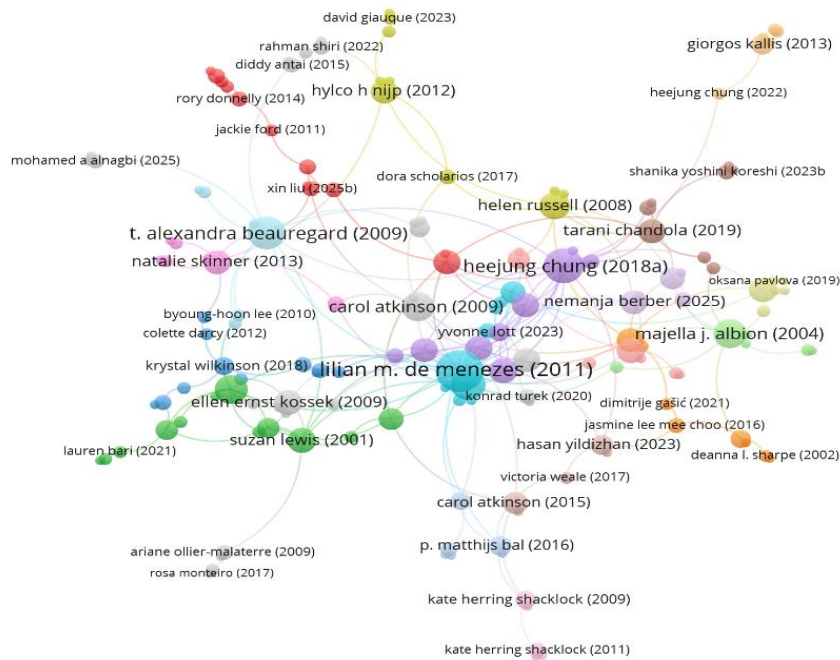 david giauque (2023)
rahman shiri (2022)
giorgos kallis (2013)
diddy antai (2015)
hylco h nijp (2012)
heejung chung (2022)
rory donnelly (2014)
jackie ford (2011)
mohamed a alnagbi (2025)
shanika yoshini koreshi (2023b)
dora scholarios (2017)
xin liu (2025b)
helen russell (2008)
t. alexandra beauregard (2009)
tarani chandola (2019)
natalie skinner (2013)
heejung chung (2018a)
oksana pavlova (2019)
carol atkinson (2009)
nemanja berber (2025)
byoung-hoon lee (2010)
colette darcy (2012)
yvonne lott (2023)
majella j. albion (2004)
krystal wilkinson (2018)
lilian m. de menezes (2011)
konrad turek (2020)
ellen ernst kossek (2009)
dimitrije gašić (2021)
jasmine lee mee choo (2016)
suzan lewis (2001)
hasan yildizhan (2023)
lauren bari (2021)
deanna l. sharpe (2002)
victoria weale (2017)
carol atkinson (2015)
p. matthijs bal (2016)
ariane ollier-malaterre (2009)
rosa monteiro (2017)
kate herring shacklock (2009)
kate herring shacklock (2011)